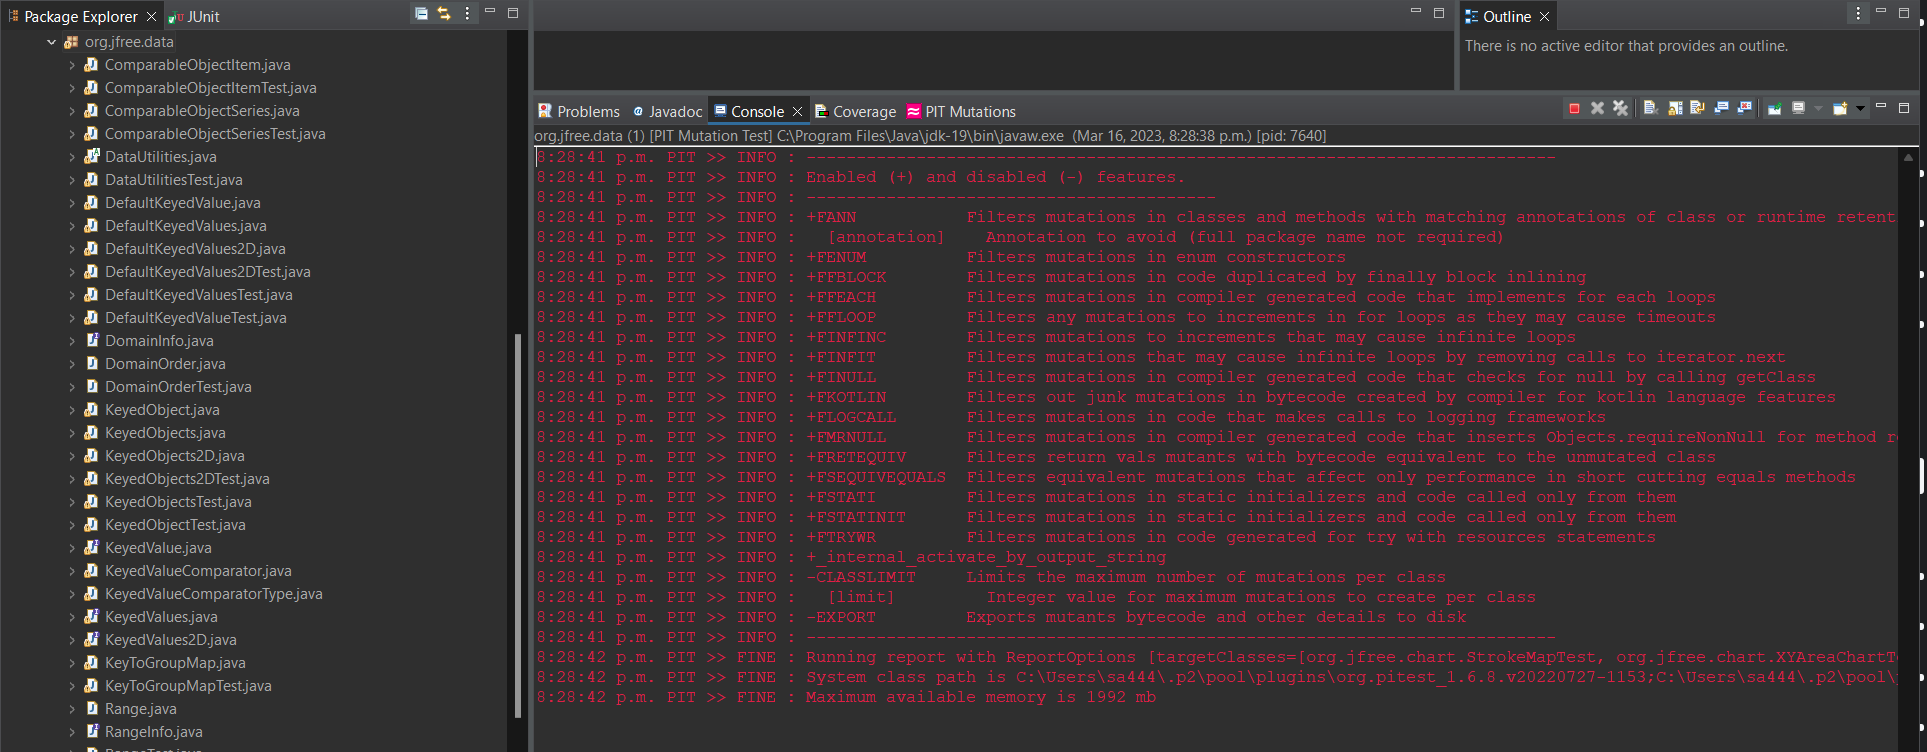 Package Explorer
JUnit
org.jfree.data
ComparableObjectItem.java
ComparableObjectItemTest.java
ComparableObjectSeries.java
ComparableObjectSeriesTest.java
DataUtilities.java
DataUtilitiesTest.java
DefaultKeyedValue.java
DefaultKeyedValues.java
DefaultKeyedValues2D.java
DefaultKeyedValues2DTest.java
DefaultKeyedValuesTest.java
DefaultKeyedValueTest.java
DomainInfo.java
DomainOrder.java
DomainOrderTest.java
KeyedObject.java
KeyedObjects.java
KeyedObjects2D.java
KeyedObjects2DTest.java
KeyedObjectsTest.java
KeyedObjectTest.java
KeyedValue.java
KeyedValueComparator.java
KeyedValueComparatorType.java
KeyedValues.java
KeyedValues2D.java
KeyToGroupMap.java
KeyToGroupMapTest.java
Range.java
RangeInfo.java
RangeTest.java
Outline
There is no active editor that provides an outline.
Problems @ Javadoc Console Coverage PIT Mutations
org.jfree.data (1) [PIT Mutation Test] C:\Program Files\Java\jdk-19\bin\javaw.exe (Mar 16, 2023, 8:28:38 p.m.) [pid: 7640]
8:28:41 p.m. PIT >> INFO : ---------------------------------------------------------------------------
8:28:41 p.m. PIT >> INFO : Enabled (+) and disabled (-) features.
8:28:41 p.m. PIT >> INFO : -----------------------------------------
8:28:41 p.m. PIT >> INFO : +FANN           Filters mutations in classes and methods with matching annotations of class or runtime retent
8:28:41 p.m. PIT >> INFO :   [annotation]    Annotation to avoid (full package name not required)
8:28:41 p.m. PIT >> INFO : +FENUM          Filters mutations in enum constructors
8:28:41 p.m. PIT >> INFO : +FFBLOCK        Filters mutations in code duplicated by finally block inlining
8:28:41 p.m. PIT >> INFO : +FFEACH         Filters mutations in compiler generated code that implements for each loops
8:28:41 p.m. PIT >> INFO : +FFLOOP         Filters any mutations to increments in for loops as they may cause timeouts
8:28:41 p.m. PIT >> INFO : +FINFINC        Filters mutations to increments that may cause infinite loops
8:28:41 p.m. PIT >> INFO : +FINFIT         Filters mutations that may cause infinite loops by removing calls to iterator.next
8:28:41 p.m. PIT >> INFO : +FINULL         Filters mutations in compiler generated code that checks for null by calling getClass
8:28:41 p.m. PIT >> INFO : +FKOTLIN        Filters out junk mutations in bytecode created by compiler for kotlin language features
8:28:41 p.m. PIT >> INFO : +FLOGCALL       Filters mutations in code that makes calls to logging frameworks
8:28:41 p.m. PIT >> INFO : +FMRNULL        Filters mutations in compiler generated code that inserts Objects.requireNonNull for method re
8:28:41 p.m. PIT >> INFO : +FRETEQUIV      Filters return vals mutants with bytecode equivalent to the unmutated class
8:28:41 p.m. PIT >> INFO : +FSEQUIVEQUALS  Filters equivalent mutations that affect only performance in short cutting equals methods
8:28:41 p.m. PIT >> INFO : +FSTATI         Filters mutations in static initializers and code called only from them
8:28:41 p.m. PIT >> INFO : +FSTATINIT      Filters mutations in static initializers and code called only from them
8:28:41 p.m. PIT >> INFO : +FTRYWR         Filters mutations in code generated for try with resources statements
8:28:41 p.m. PIT >> INFO : +_internal_activate_by_output_string
8:28:41 p.m. PIT >> INFO : -CLASSLIMIT     Limits the maximum number of mutations per class
8:28:41 p.m. PIT >> INFO :   [limit]         Integer value for maximum mutations to create per class
8:28:41 p.m. PIT >> INFO : -EXPORT         Exports mutants bytecode and other details to disk
8:28:41 p.m. PIT >> INFO : ---------------------------------------------------------------------------
8:28:42 p.m. PIT >> FINE : Running report with ReportOptions [targetClasses=[org.jfree.chart.StrokeMapTest, org.jfree.chart.XYAreaChartTe
8:28:42 p.m. PIT >> FINE : System class path is C:\Users\sa444\.p2\pool\plugins\org.pitest_1.6.8.v20220727-1153;C:\Users\sa444\.p2\pool\
8:28:42 p.m. PIT >> FINE : Maximum available memory is 1992 mb